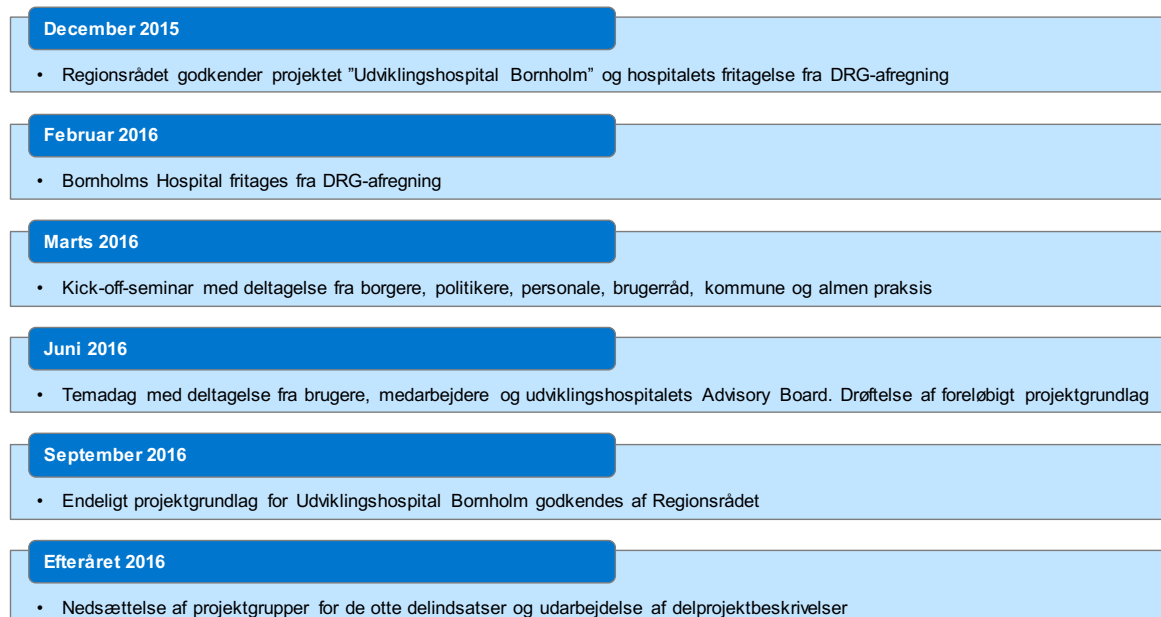 December 2015
• Regionsrådet godkender projektet ”Udviklingshospital Bornholm” og hospitalets fritagelse fra DRG-afregning
Februar 2016
• Bornholms Hospital fritages fra DRG-afregning
Marts 2016
• Kick-off-seminar med deltagelse fra borgere, politikere, personale, brugerråd, kommune og almen praksis
Juni 2016
• Temadag med deltagelse fra brugere, medarbejdere og udviklingshospitalets Advisory Board. Drøftelse af foreløbigt projektgrundlag
September 2016
• Endeligt projektgrundlag for Udviklingshospital Bornholm godkendes af Regionsrådet
Efteråret 2016
• Nedsættelse af projektgrupper for de otte delindsatser og udarbejdelse af delprojektbeskrivelser